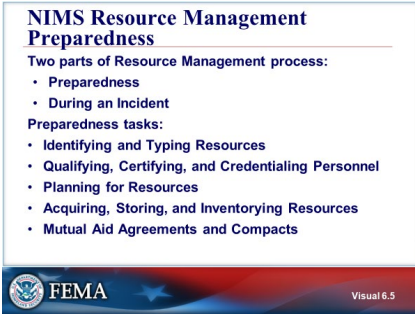 NIMS Resource Management
Preparedness
Two parts of Resource Management process:
• Preparedness
• During an Incident
Preparedness tasks:
• Identifying and Typing Resources
• Qualifying, Certifying, and Credentialing Personnel
• Planning for Resources
• Acquiring, Storing, and Inventorying Resources
• Mutual Aid Agreements and Compacts
FEMA
Visual 6.5